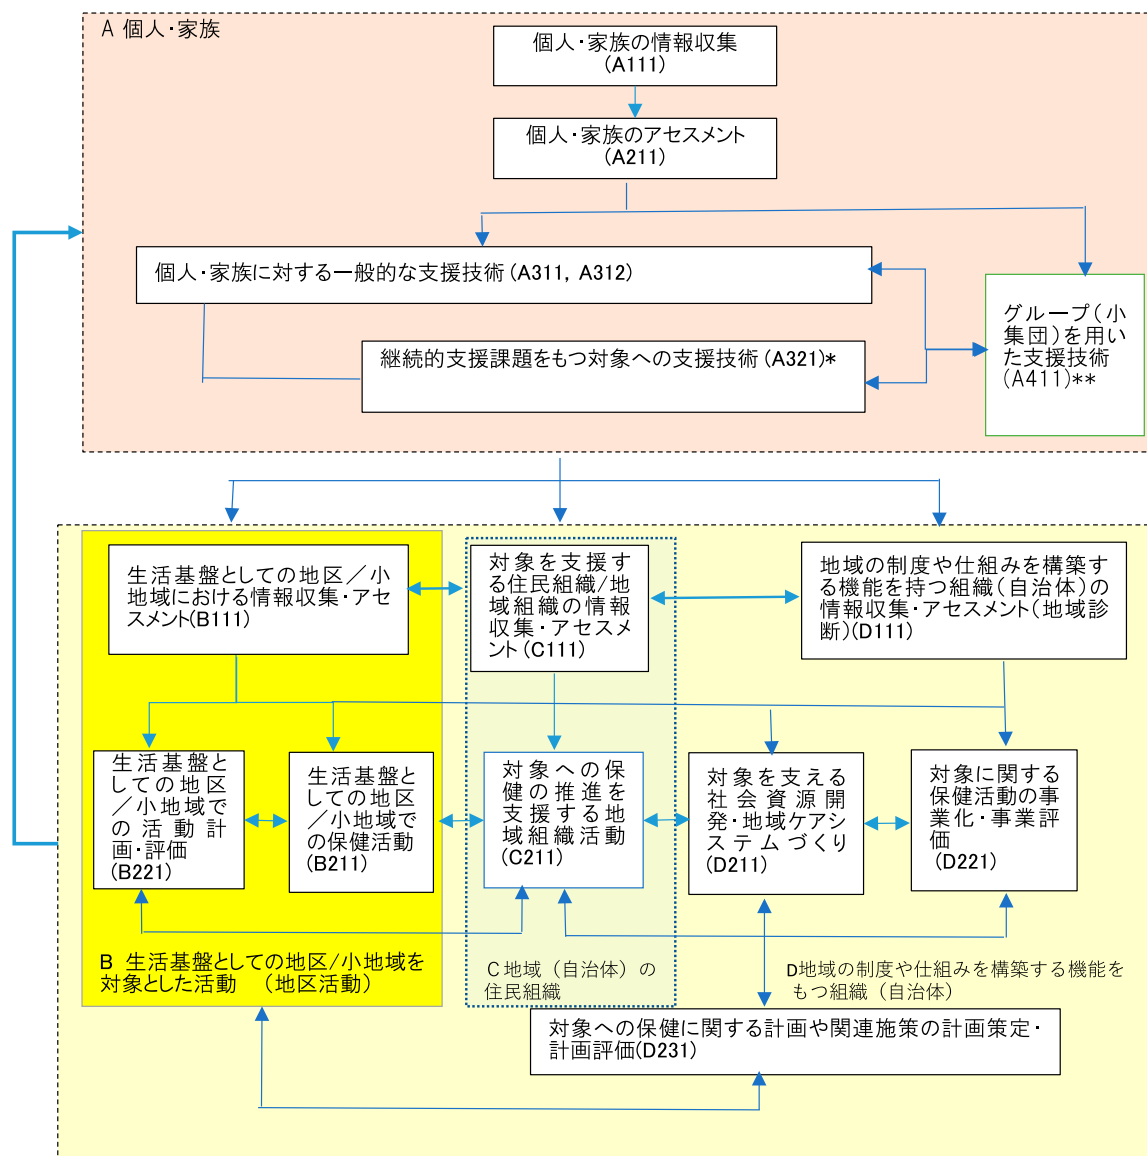 A 個人・家族
個人・家族の情報収集
(A111)
個人・家族のアセスメント
(A211)
個人・家族に対する一般的な支援技術(A311, A312)
継続的支援課題をもつ対象への支援技術(A321)*
グループ(小
集団)を用い
た支援技術
(A411)**
生活基盤としての地区/小
地域における情報収集・アセ
スメント(B111)
対象を支援す
る住民組織/地
域組織の情報
収集・アセスメ
ント(C111)
地域の制度や仕組みを構築する
機能を持つ組織(自治体)の
情報収集・アセスメント(地域診
断)(D111)
生活基盤と
しての地区
/小地域で
の活動計
画・評価
(B221)
生活基盤と
しての地区
/小地域で
の保健活動
(B211)
対象への保
健の推進を
支援する地
域組織活動
(C211)
対象を支える
社会資源開
発・地域ケアシ
ステムづくり
(D211)
対象に関する
保健活動の事
業化・事業評
価
(D221)
B 生活基盤としての地区/小地域を
対象とした活動 (地区活動)
C地域(自治体)の
住民組織
D地域の制度や仕組みを構築する機能を
もつ組織(自治体)
対象への保健に関する計画や関連施策の計画策定・
計画評価(D231)